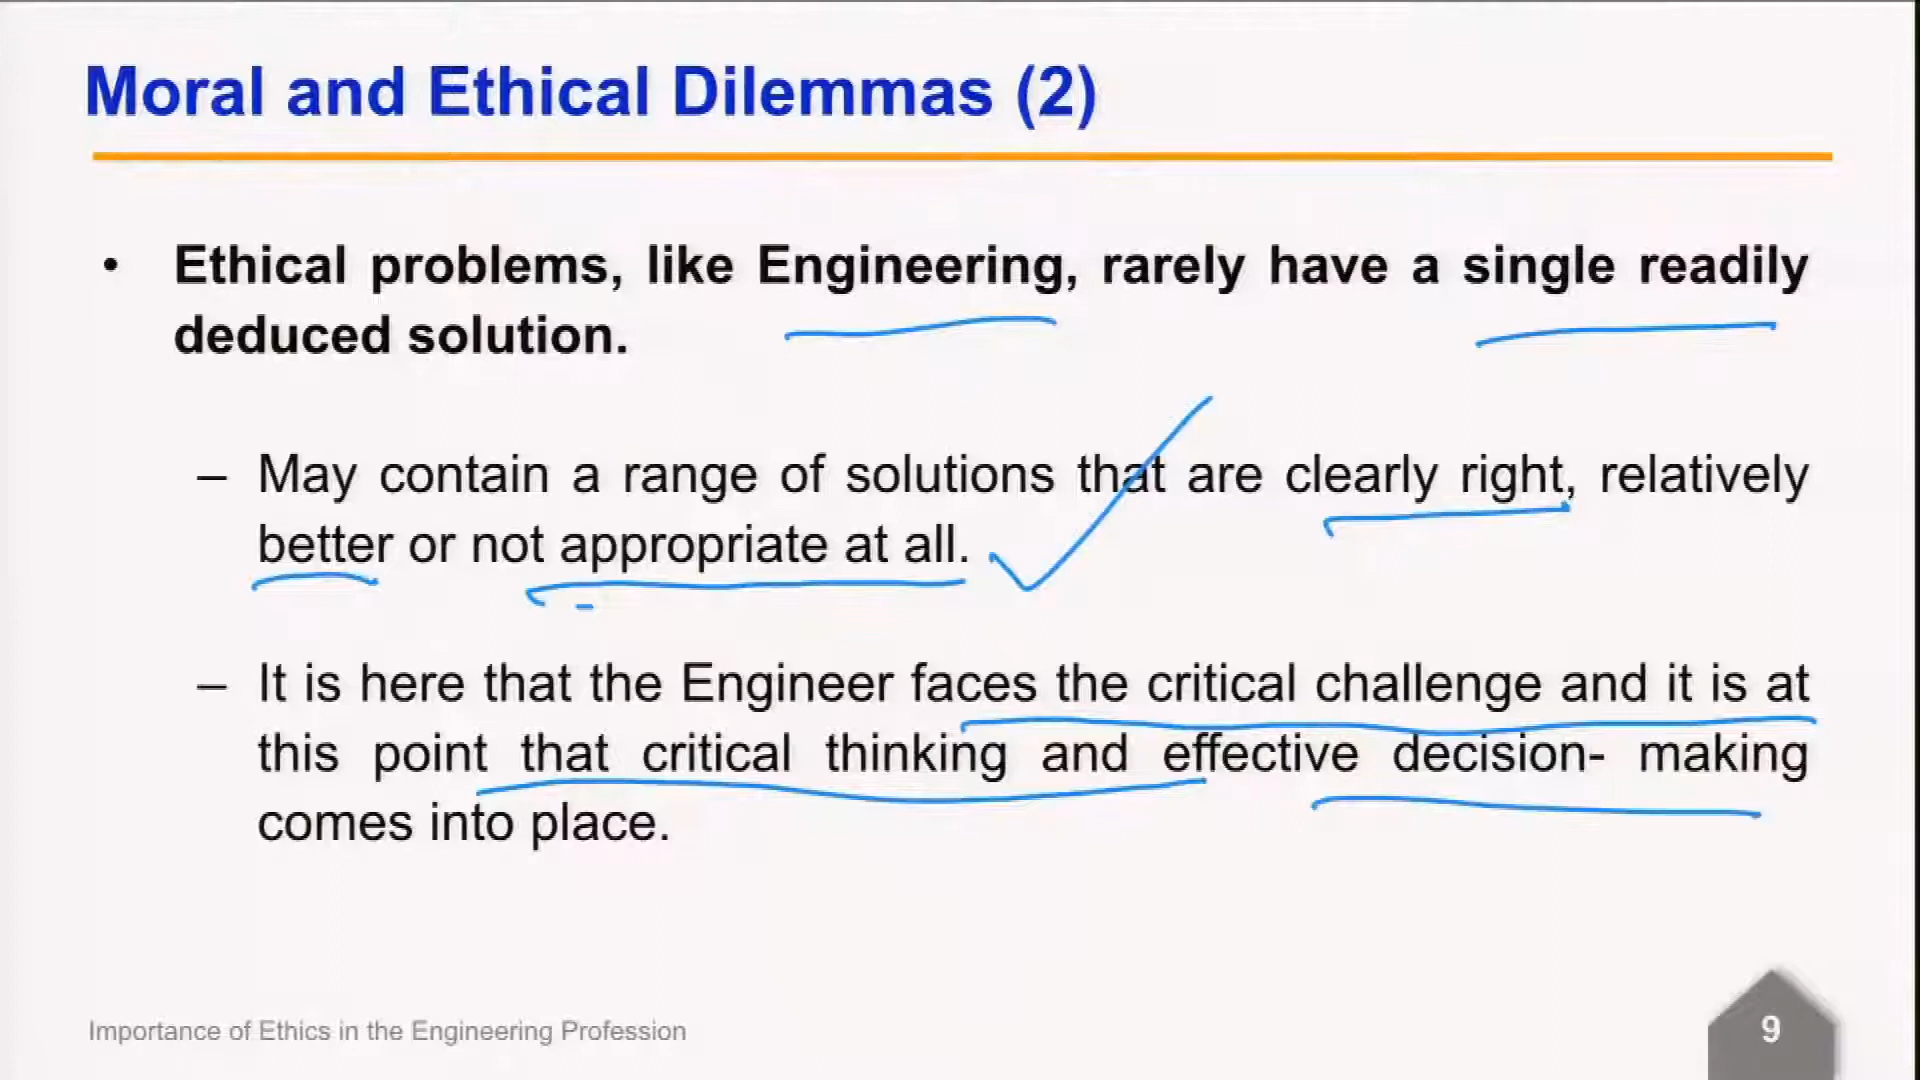 Moral and Ethical Dilemmas (2)
• Ethical problems, like Engineering, rarely have a single readily
deduced solution.
– May contain a range of solutions that are clearly right, relatively
better or not appropriate at all.
– It is here that the Engineer faces the critical challenge and it is at
this point that critical thinking and effective decision- making
comes into place.
Importance of Ethics in the Engineering Profession
9